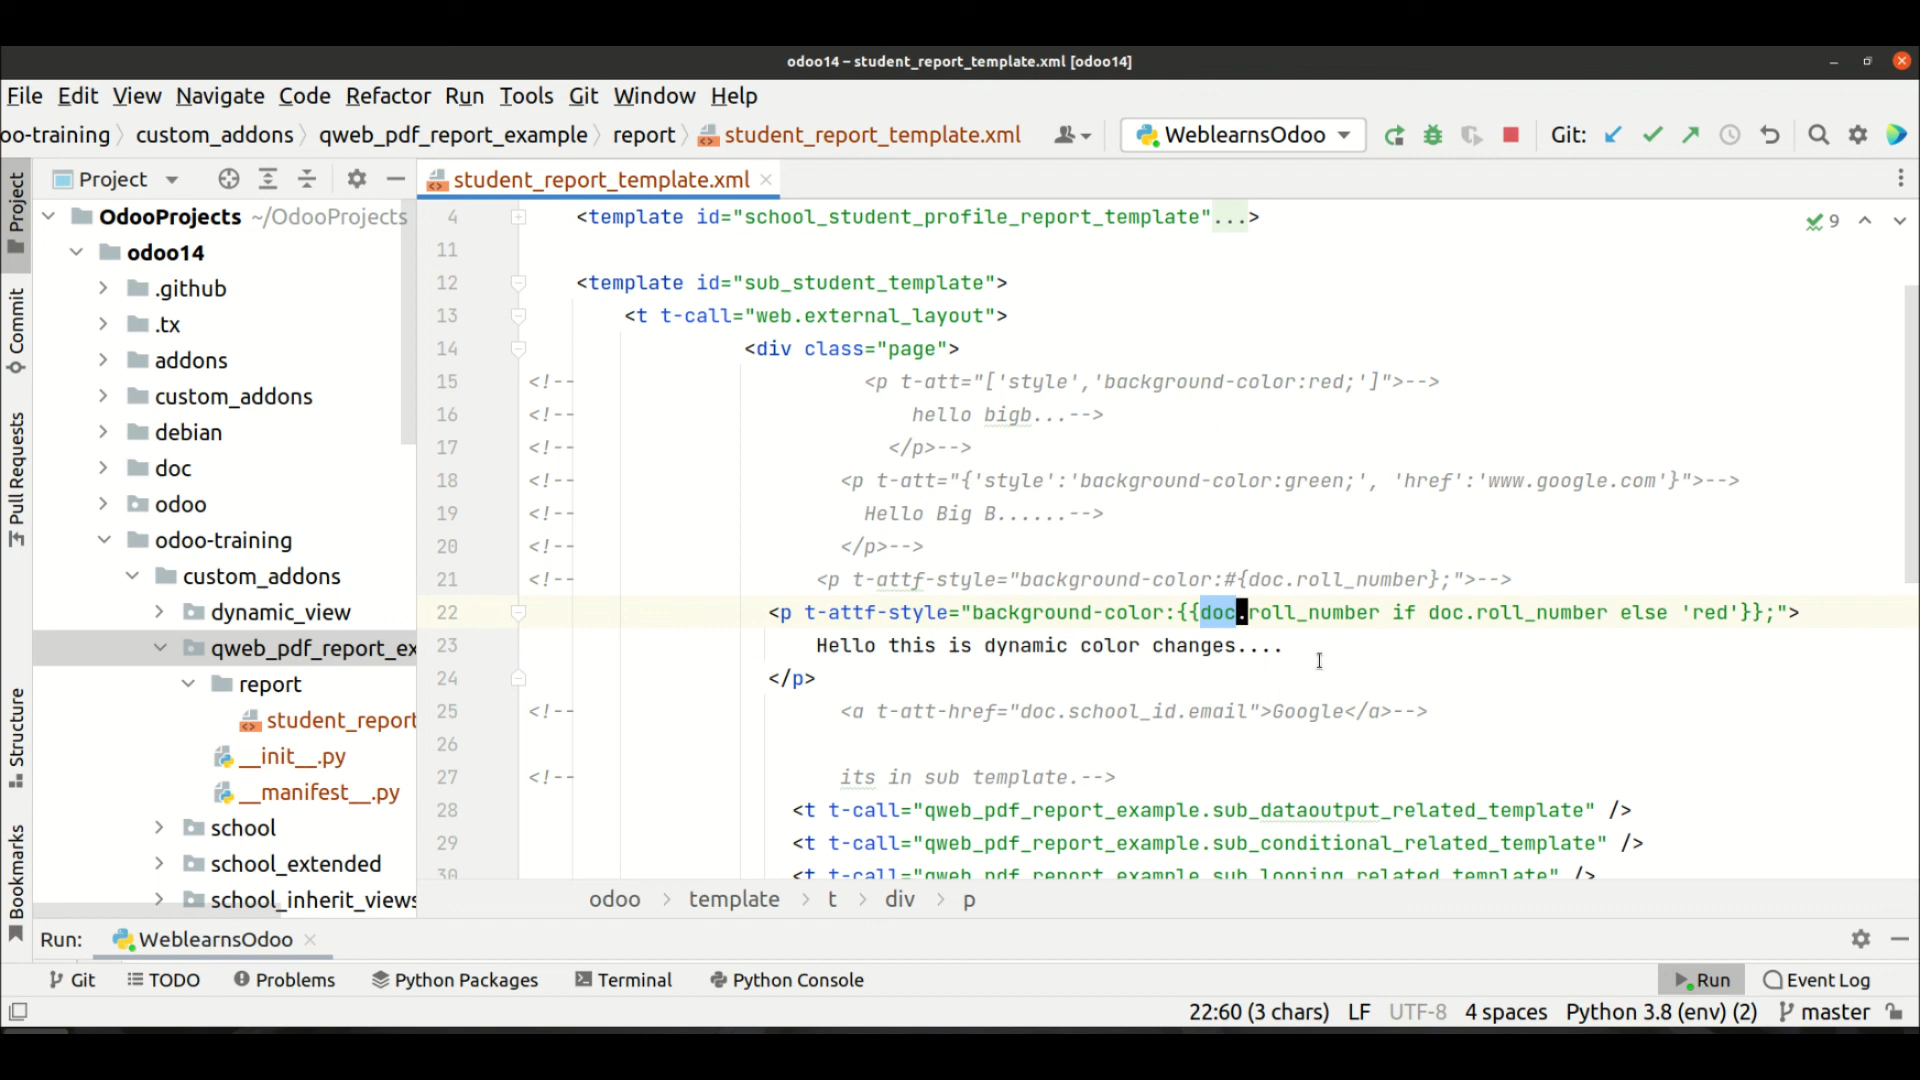 odoo14 – student_report_template.xml [odoo14]
File Edit View Navigate Code Refactor Run Tools Git Window Help
oo-training custom_addons qweb_pdf_report_example report student_report_template.xml WeblearnsOdoo Git:
Project student_report_template.xml
OdooProjects ~/OdooProjects
odoo14
.github
.tx
addons
custom_addons
debian
doc
odoo
odoo-training
custom_addons
dynamic_view
qweb_pdf_report_ex
report
student_report
__init__.py
__manifest__.py
school
school_extended
school_inherit_views
Project
Commit
Pull Requests
Structure
Bookmarks
9
4 <template id="school_student_profile_report_template"...>
11
12 <template id="sub_student_template">
13 <t t-call="web.external_layout">
14 <div class="page">
15 <!-- <p t-att="['style','background-color:red;']">-->
16 <!-- hello bigb...-->
17 <!-- </p>-->
18 <!-- <p t-att="{'style':'background-color:green;', 'href':'www.google.com'}">-->
19 <!-- Hello Big B......-->
20 <!-- </p>-->
21 <!-- <p t-attf-style="background-color:#{doc.roll_number};">-->
22 <p t-attf-style="background-color:{{doc.roll_number if doc.roll_number else 'red'}};">
23 Hello this is dynamic color changes....
24 </p>
25 <!-- <a t-att-href="doc.school_id.email">Google</a>-->
26
27 <!-- its in sub template.-->
28 <t t-call="qweb_pdf_report_example.sub_dataoutput_related_template" />
29 <t t-call="qweb_pdf_report_example.sub_conditional_related_template" />
30 <t t-call="qweb_pdf_report_example.sub_looping_related_template" />
odoo template t div p
Run: WeblearnsOdoo
Git TODO Problems Python Packages Terminal Python Console Run Event Log
22:60 (3 chars) LF UTF-8 4 spaces Python 3.8 (env) (2) master